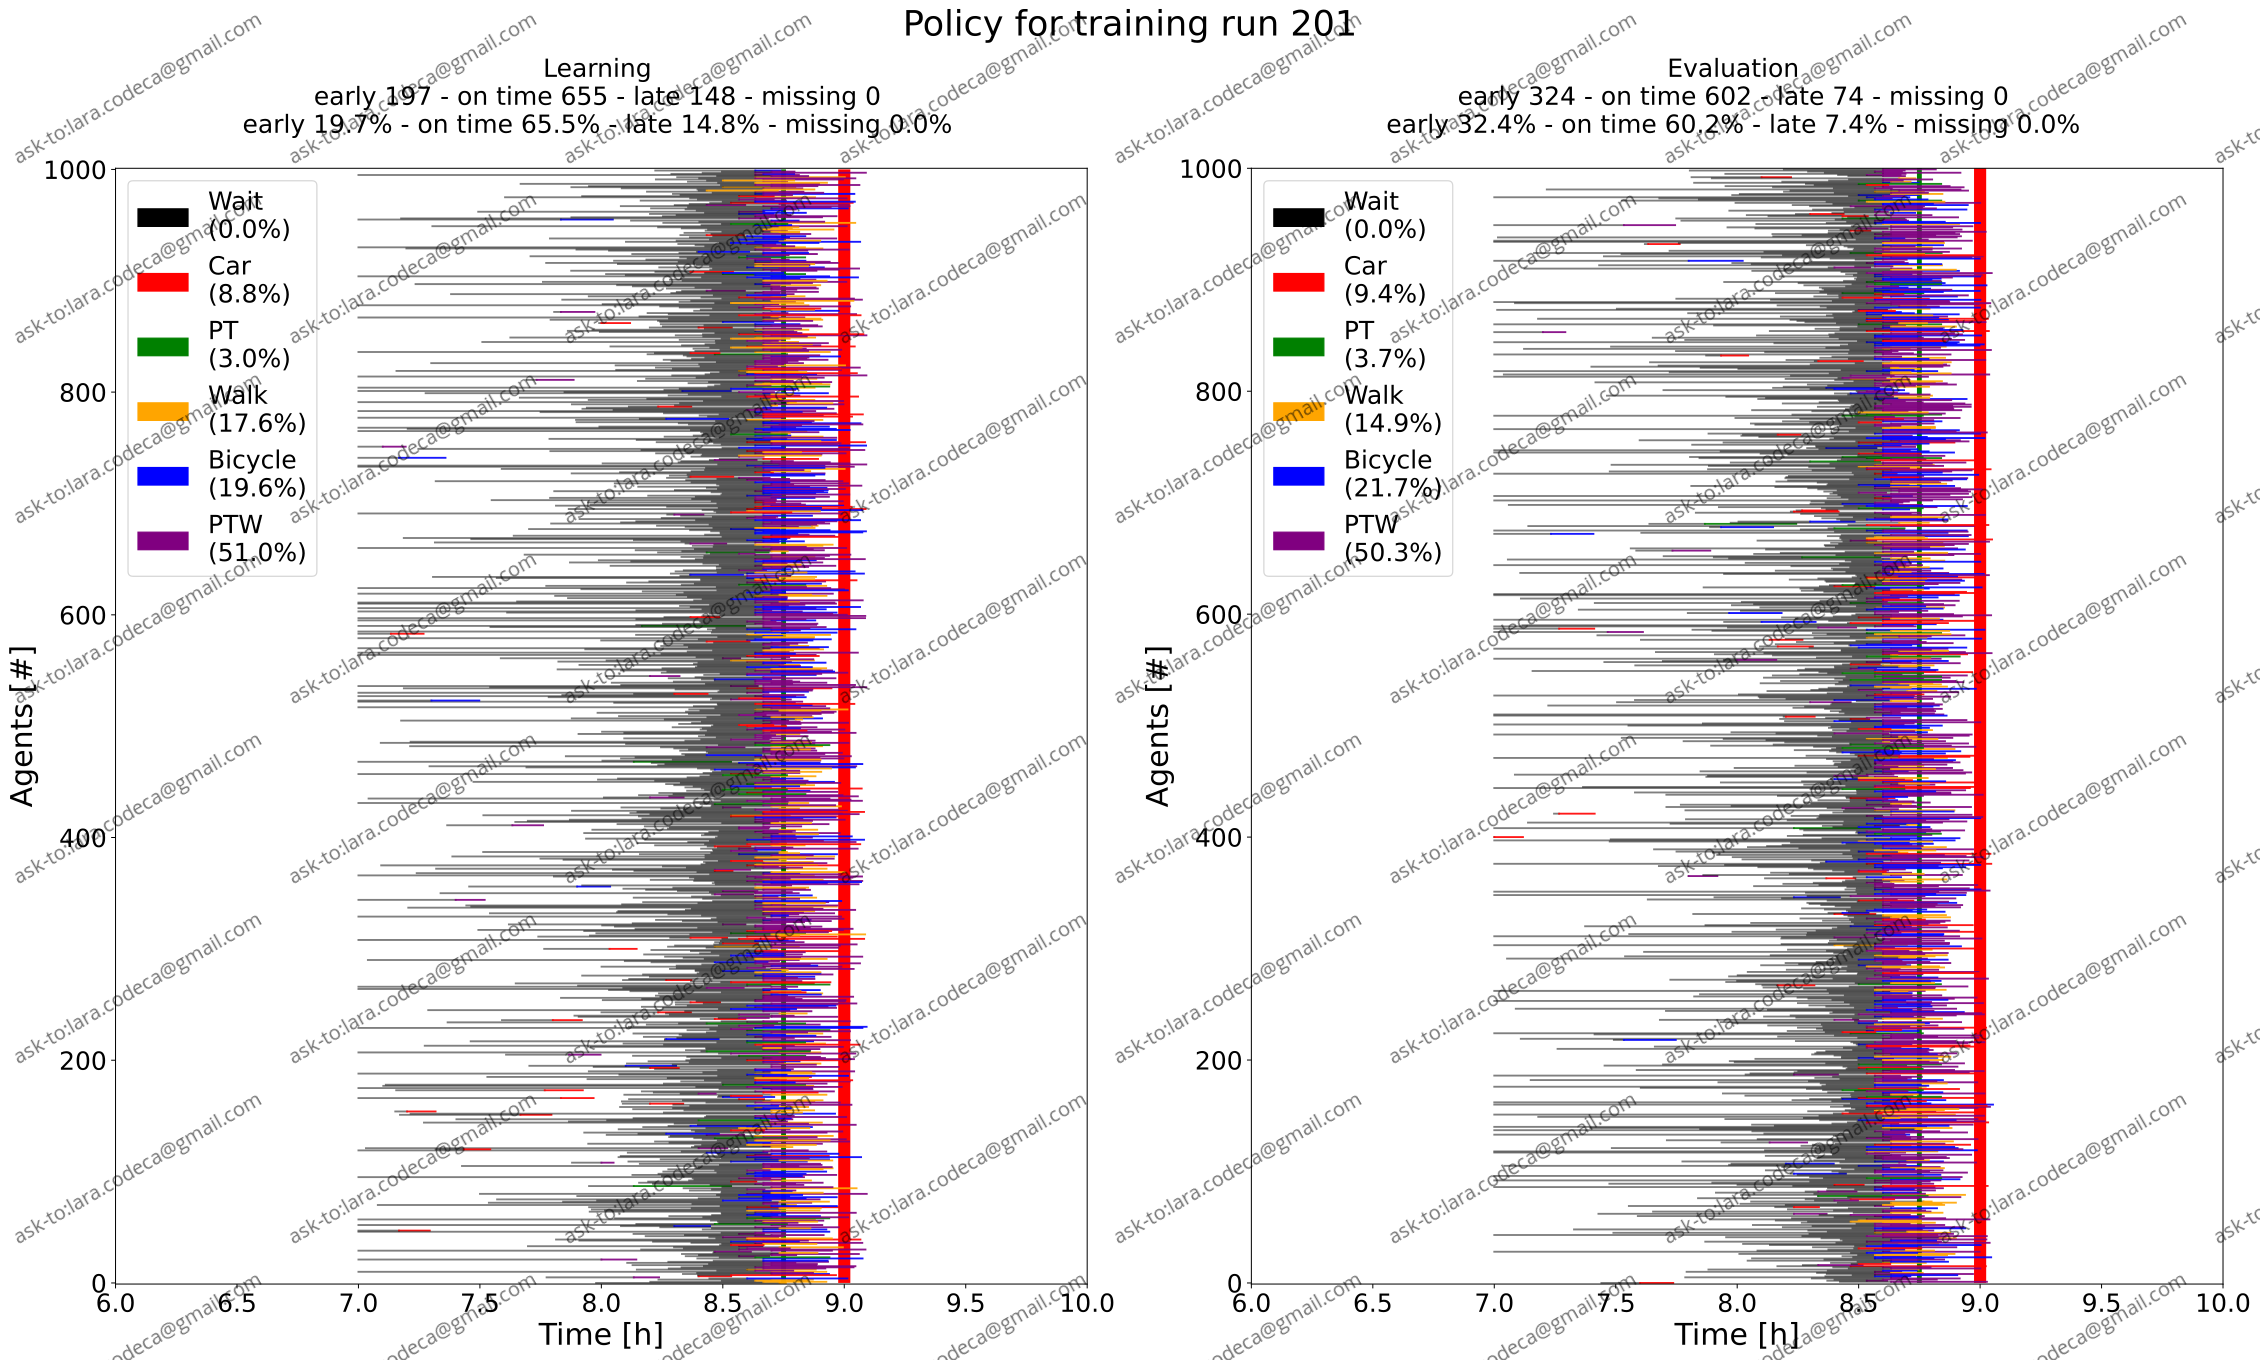 Policy for training run 201
Learning
early 197 - on time 655 - late 148 - missing 0
early 19.7% - on time 65.5% - late 14.8% - missing 0.0%
1000
800
600
400
200
0
Agents [#]
Wait
(0.0%)
Car
(8.8%)
PT
(3.0%)
Walk
(17.6%)
Bicycle
(19.6%)
PTW
(51.0%)
6.0 6.5 7.0 7.5 8.0 8.5 9.0 9.5 10.0
Time [h]
Evaluation
early 324 - on time 602 - late 74 - missing 0
early 32.4% - on time 60.2% - late 7.4% - missing 0.0%
1000
800
600
400
200
0
Agents [#]
Wait
(0.0%)
Car
(9.4%)
PT
(3.7%)
Walk
(14.9%)
Bicycle
(21.7%)
PTW
(50.3%)
6.0 6.5 7.0 7.5 8.0 8.5 9.0 9.5 10.0
Time [h]
ask-to:lara.codeca@gmail.com